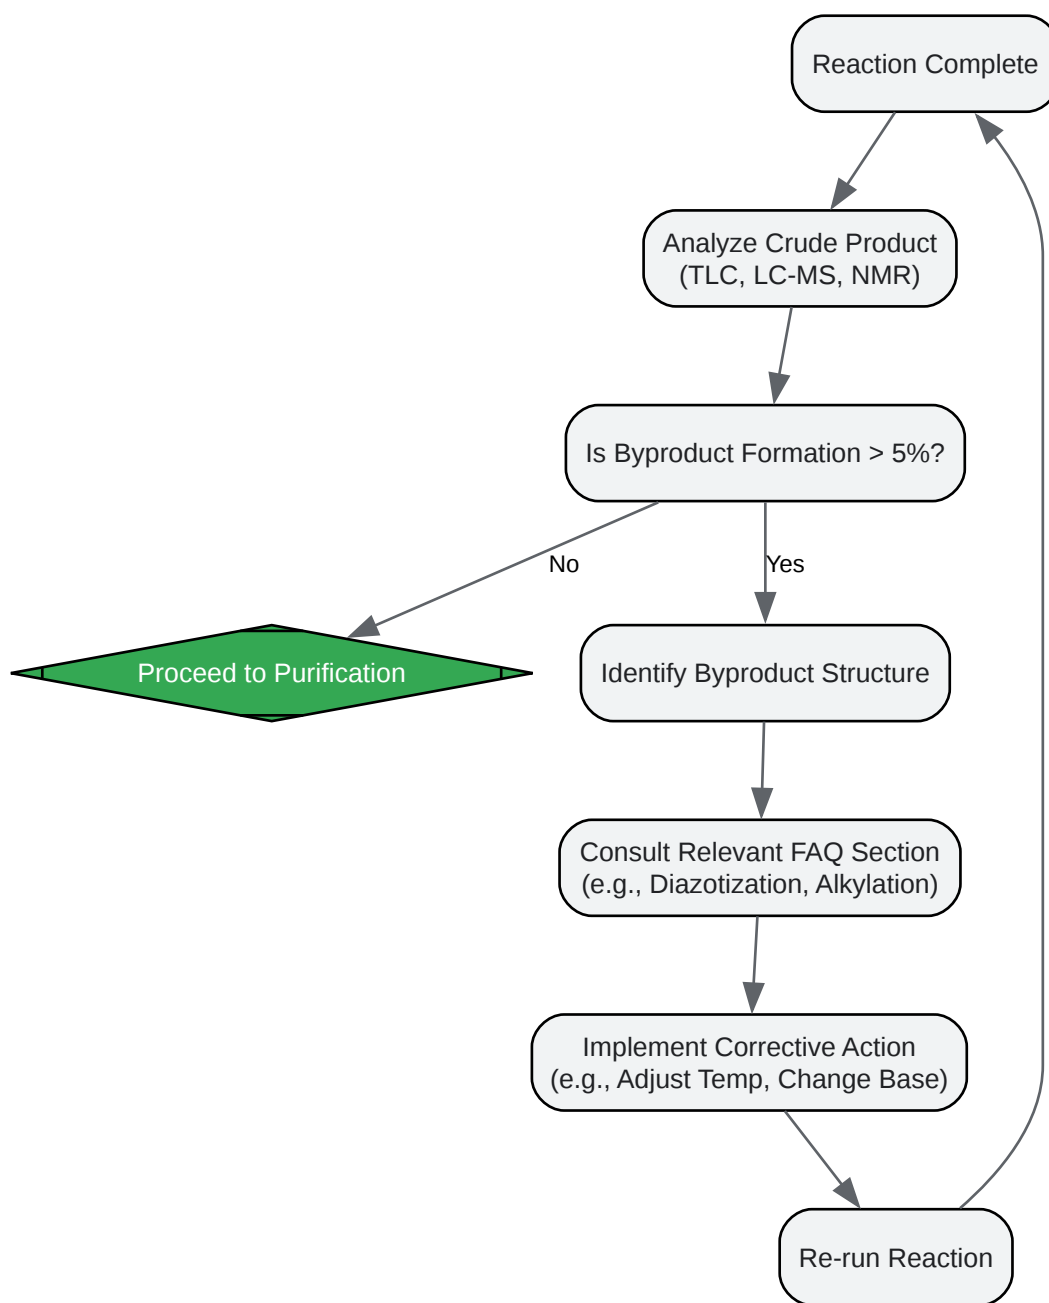 Reaction Complete
Analyze Crude Product
(TLC, LC-MS, NMR)
Is Byproduct Formation > 5%?
No
Yes
Proceed to Purification
Identify Byproduct Structure
Consult Relevant FAQ Section
(e.g., Diazotization, Alkylation)
Implement Corrective Action
(e.g., Adjust Temp, Change Base)
Re-run Reaction